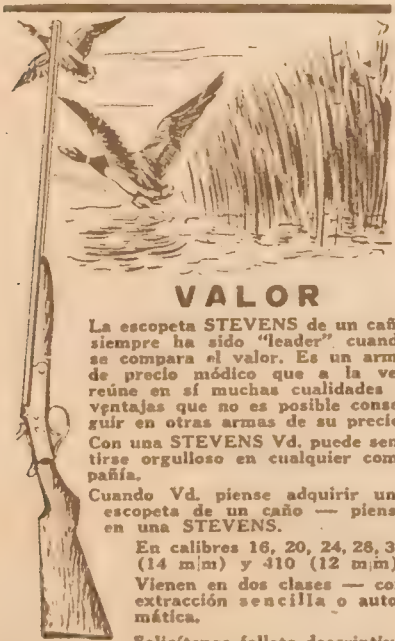 VALOR
La escopeta STEVENS de un cañ
siempre ha sido "leader" cuand
se compara el valor. Es un arm
de precio módico que a la ve
reúne en sí muchas cualidades
ventajas que no es posible conse
guir en otras armas de su precio
Con una STEVENS Vd. puede sen
tirse orgulloso en cualquier com
pañía.
Cuando Vd. piense adquirir un
escopeta de un caño — piens
en una STEVENS.
En calibres 16, 20, 24, 28, 3
(14 m|m) y 410 (12 m|m)
Vienen en dos clases — co
extracción sencilla o auto
mática.